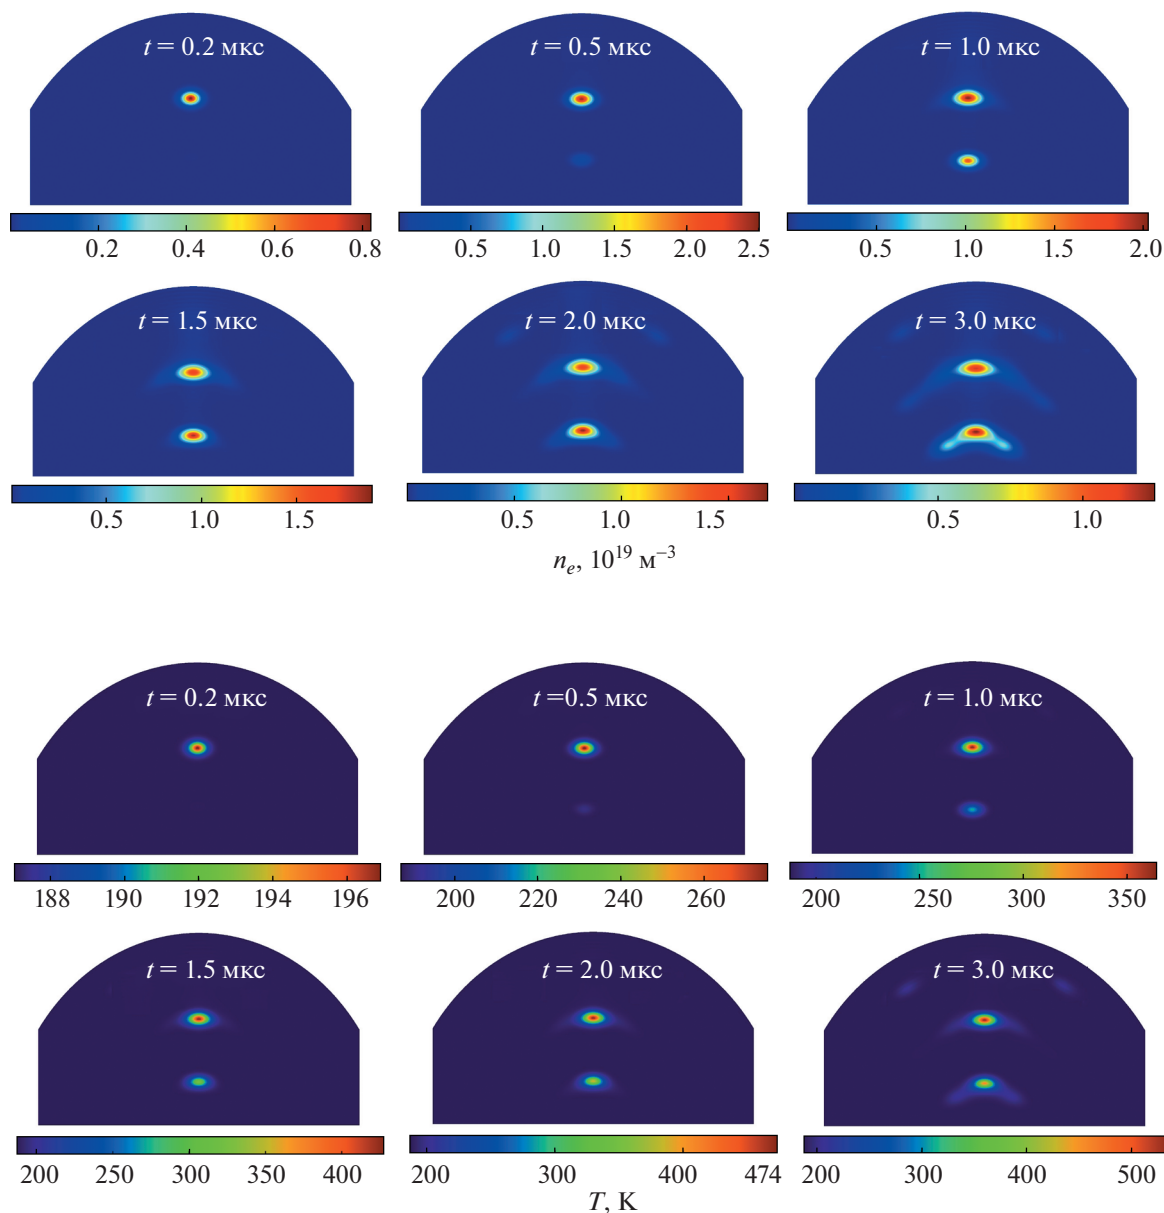 t = 0.2 мкс t = 0.5 мкс t = 1.0 мкс
0.2 0.4 0.6 0.8 0.5 1.0 1.5 2.0 2.5 0.5 1.0 1.5 2.0
t = 1.5 мкс t = 2.0 мкс t = 3.0 мкс
0.5 1.0 1.5 0.5 1.0 1.5 0.5 1.0
nₑ, 10¹⁹ м⁻³
t = 0.2 мкс t =0.5 мкс t = 1.0 мкс
188 190 192 194 196 200 220 240 260 200 250 300 350
t = 1.5 мкс t = 2.0 мкс t = 3.0 мкс
200 250 300 350 400 200 300 400 474 200 300 400 500
T, K